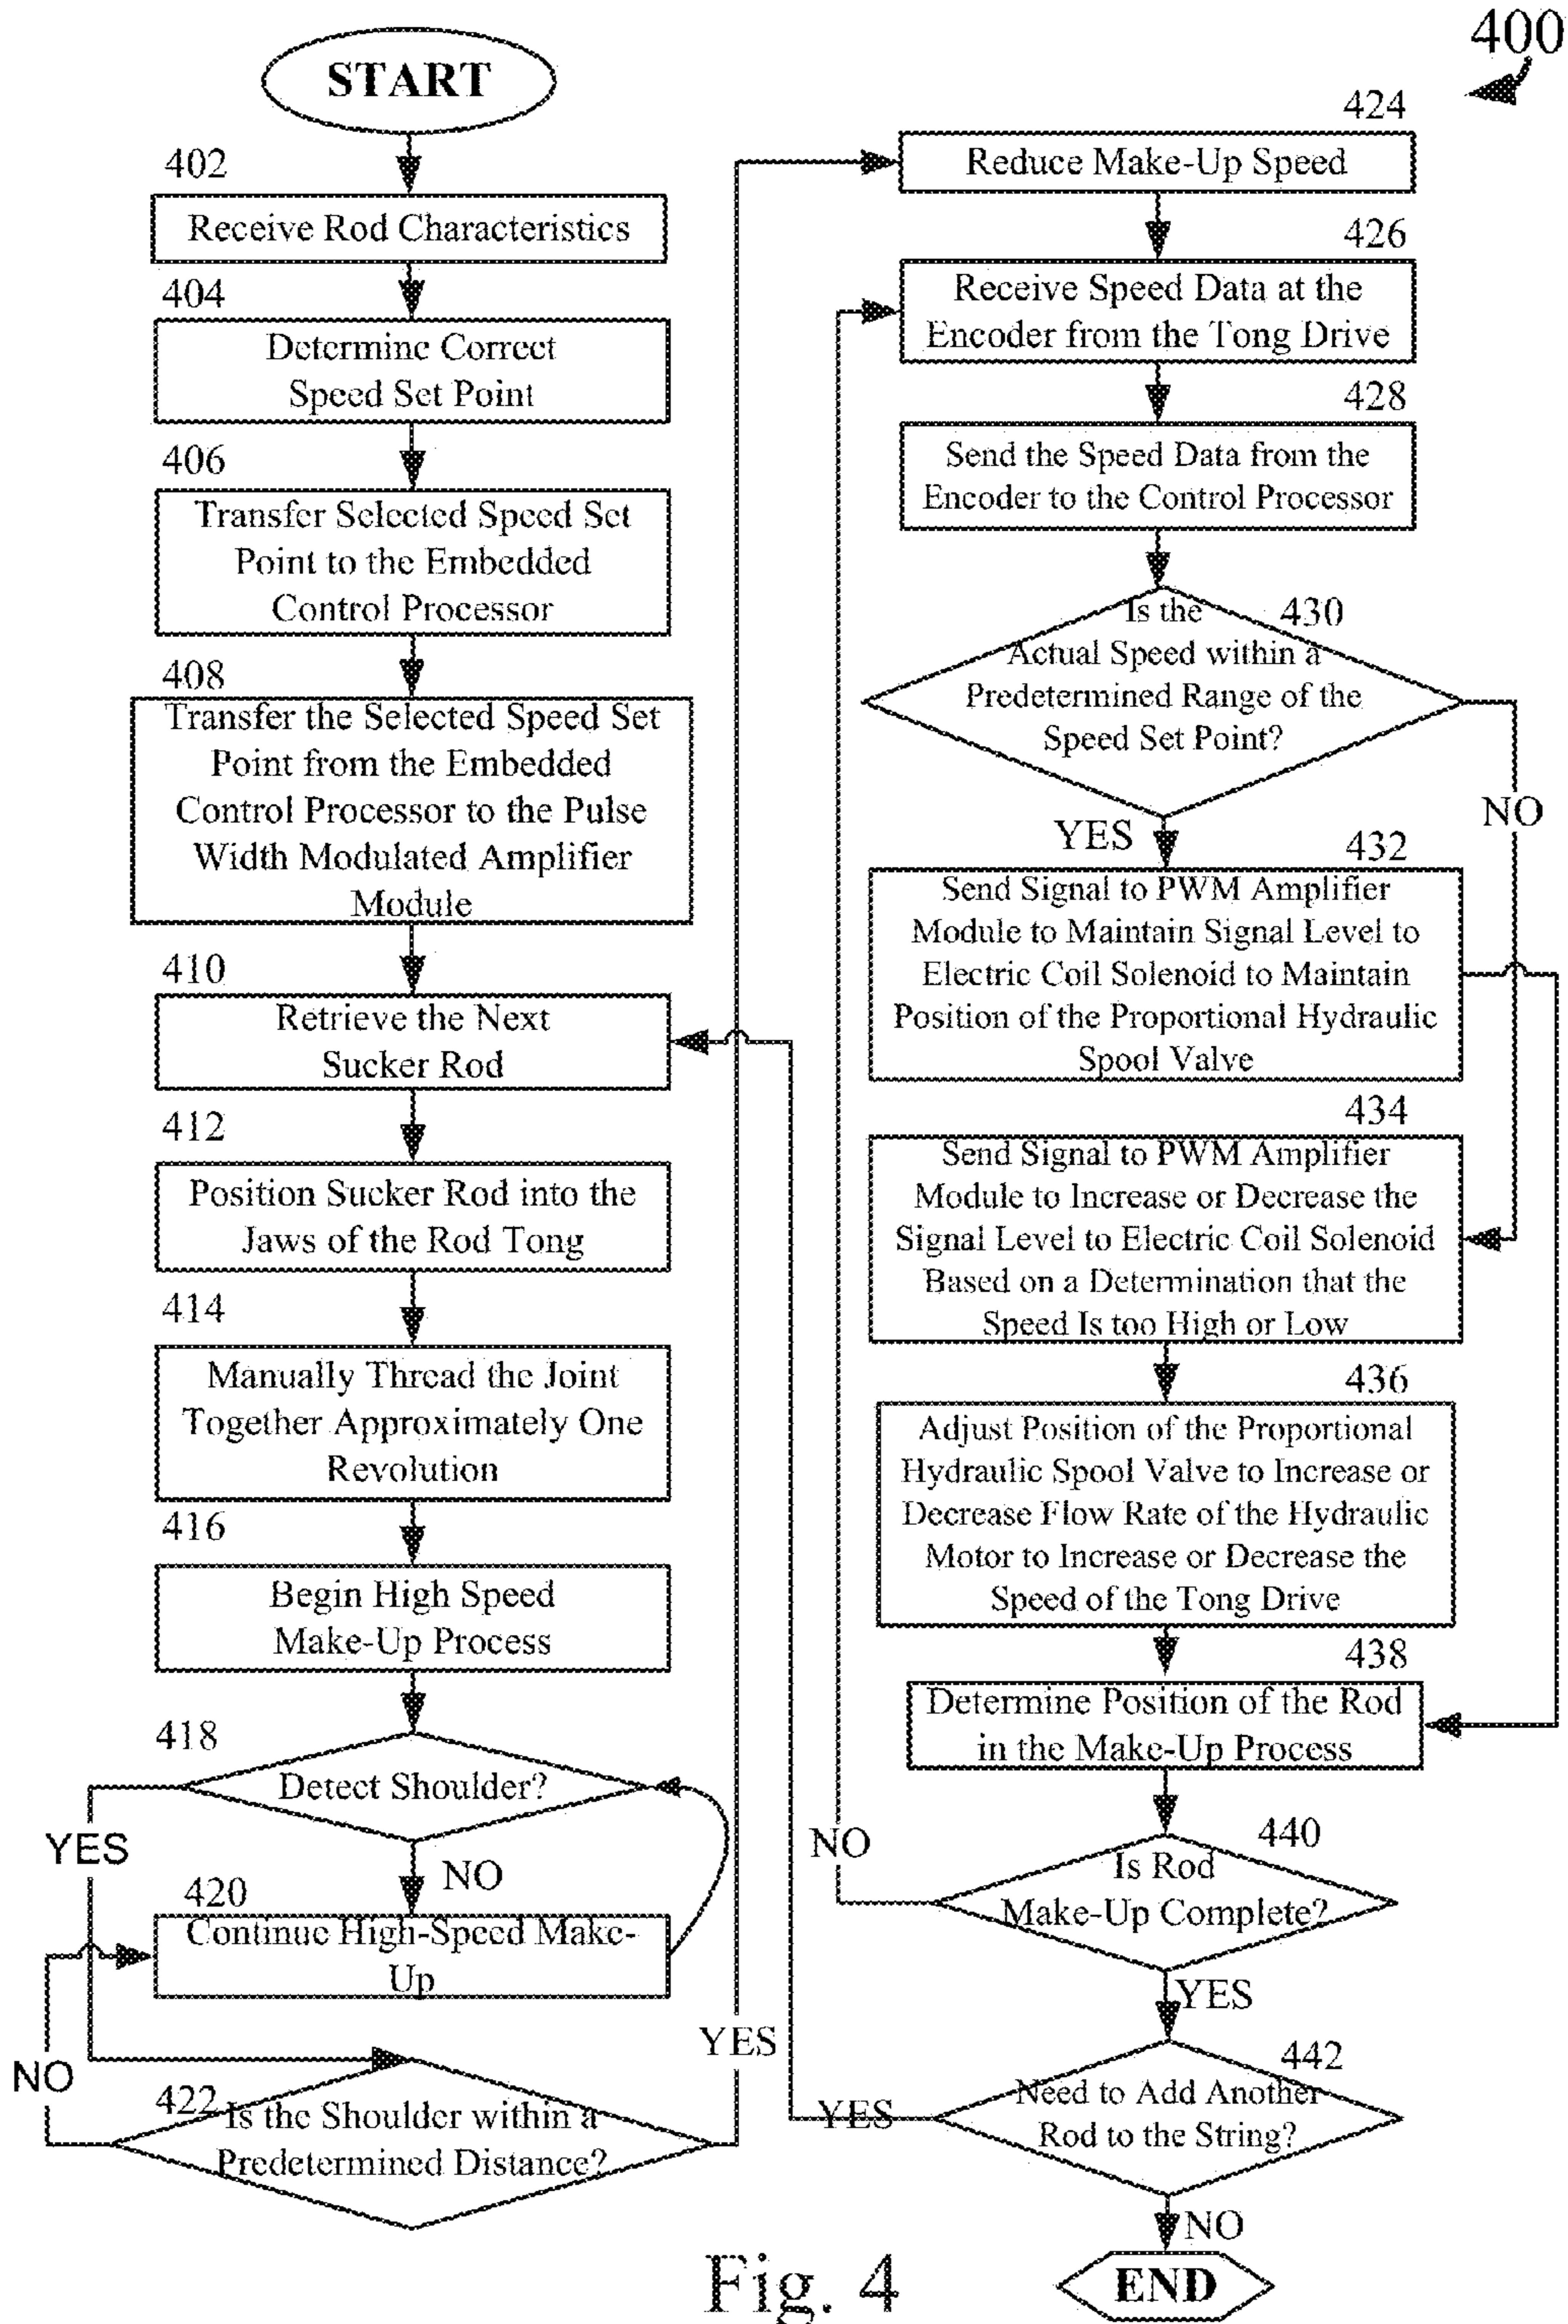 400
START
402
Receive Rod Characteristics
404
Determine Correct
Speed Set Point
406
Transfer Selected Speed Set
Point to the Embedded
Control Processor
408
Transfer the Selected Speed Set
Point from the Embedded
Control Processor to the Pulse
Width Modulated Amplifier
Module
410
Retrieve the Next
Sucker Rod
412
Position Sucker Rod into the
Jaws of the Rod Tong
414
Manually Thread the Joint
Together Approximately One
Revolution
416
Begin High Speed
Make-Up Process
418
Detect Shoulder?
YES
NO
420
Continue High-Speed Make-
Up
NO
422
Is the Shoulder within a
Predetermined Distance?
YES
424
Reduce Make-Up Speed
426
Receive Speed Data at the
Encoder from the Tong Drive
428
Send the Speed Data from the
Encoder to the Control Processor
430
Is the
Actual Speed within a
Predetermined Range of the
Speed Set Point?
NO
YES
432
Send Signal to PWM Amplifier
Module to Maintain Signal Level to
Electric Coil Solenoid to Maintain
Position of the Proportional Hydraulic
Spool Valve
434
Send Signal to PWM Amplifier
Module to Increase or Decrease the
Signal Level to Electric Coil Solenoid
Based on a Determination that the
Speed Is too High or Low
436
Adjust Position of the Proportional
Hydraulic Spool Valve to Increase or
Decrease Flow Rate of the Hydraulic
Motor to Increase or Decrease the
Speed of the Tong Drive
438
Determine Position of the Rod
in the Make-Up Process
NO
440
Is Rod
Make-Up Complete?
YES
442
Need to Add Another
Rod to the String?
YES
NO
END
Fig. 4